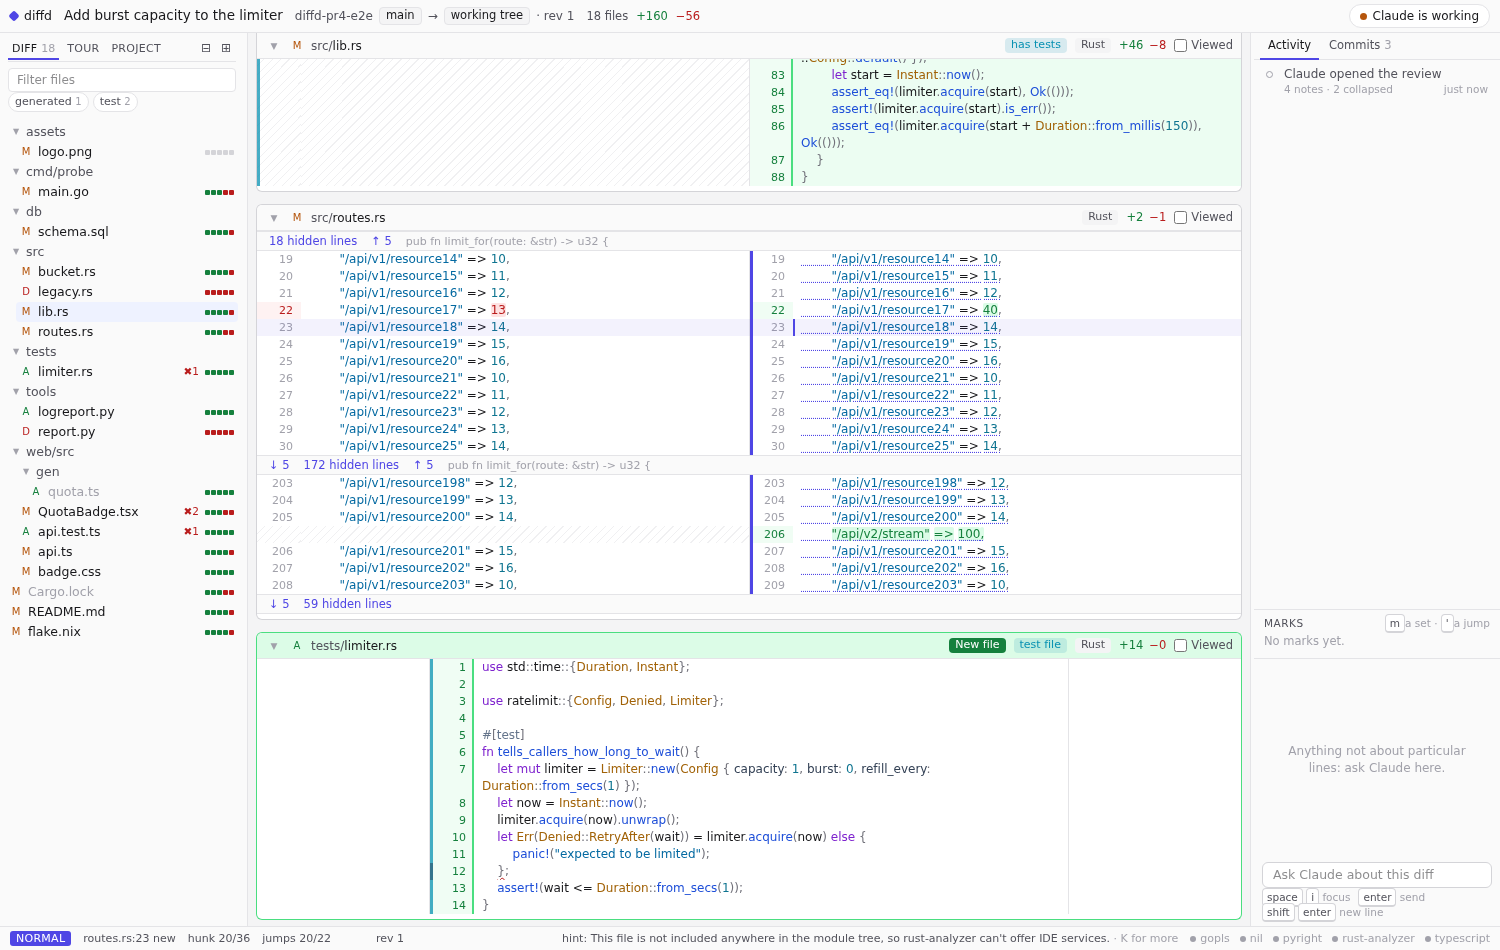 diffd Add burst capacity to the limiter diffd-pr4-e2e main → working tree · rev 1 18 files +160 −56 Claude is working
DIFF 18 TOUR PROJECT
Filter files
generated 1 test 2
assets
M logo.png
cmd/probe
M main.go
db
M schema.sql
src
M bucket.rs
D legacy.rs
M lib.rs
M routes.rs
tests
A limiter.rs ✖1
tools
A logreport.py
D report.py
web/src
gen
A quota.ts
M QuotaBadge.tsx ✖2
A api.test.ts ✖1
M api.ts
M badge.css
M Cargo.lock
M README.md
M flake.nix
M src/lib.rs has tests Rust +46 −8 Viewed
::Config::default() });
83 let start = Instant::now();
84 assert_eq!(limiter.acquire(start), Ok(()));
85 assert!(limiter.acquire(start).is_err());
86 assert_eq!(limiter.acquire(start + Duration::from_millis(150)),
Ok(()));
87 }
88 }
M src/routes.rs Rust +2 −1 Viewed
18 hidden lines ↑ 5 pub fn limit_for(route: &str) -> u32 {
19 "/api/v1/resource14" => 10, 19 "/api/v1/resource14" => 10,
20 "/api/v1/resource15" => 11, 20 "/api/v1/resource15" => 11,
21 "/api/v1/resource16" => 12, 21 "/api/v1/resource16" => 12,
22 "/api/v1/resource17" => 13, 22 "/api/v1/resource17" => 40,
23 "/api/v1/resource18" => 14, 23 "/api/v1/resource18" => 14,
24 "/api/v1/resource19" => 15, 24 "/api/v1/resource19" => 15,
25 "/api/v1/resource20" => 16, 25 "/api/v1/resource20" => 16,
26 "/api/v1/resource21" => 10, 26 "/api/v1/resource21" => 10,
27 "/api/v1/resource22" => 11, 27 "/api/v1/resource22" => 11,
28 "/api/v1/resource23" => 12, 28 "/api/v1/resource23" => 12,
29 "/api/v1/resource24" => 13, 29 "/api/v1/resource24" => 13,
30 "/api/v1/resource25" => 14, 30 "/api/v1/resource25" => 14,
↓ 5 172 hidden lines ↑ 5 pub fn limit_for(route: &str) -> u32 {
203 "/api/v1/resource198" => 12, 203 "/api/v1/resource198" => 12,
204 "/api/v1/resource199" => 13, 204 "/api/v1/resource199" => 13,
205 "/api/v1/resource200" => 14, 205 "/api/v1/resource200" => 14,
206 "/api/v2/stream" => 100,
206 "/api/v1/resource201" => 15, 207 "/api/v1/resource201" => 15,
207 "/api/v1/resource202" => 16, 208 "/api/v1/resource202" => 16,
208 "/api/v1/resource203" => 10, 209 "/api/v1/resource203" => 10,
↓ 5 59 hidden lines
A tests/limiter.rs New file test file Rust +14 −0 Viewed
1 use std::time::{Duration, Instant};
2
3 use ratelimit::{Config, Denied, Limiter};
4
5 #[test]
6 fn tells_callers_how_long_to_wait() {
7 let mut limiter = Limiter::new(Config { capacity: 1, burst: 0, refill_every:
Duration::from_secs(1) });
8 let now = Instant::now();
9 limiter.acquire(now).unwrap();
10 let Err(Denied::RetryAfter(wait)) = limiter.acquire(now) else {
11 panic!("expected to be limited");
12 };
13 assert!(wait <= Duration::from_secs(1));
14 }
Activity Commits 3
Claude opened the review
4 notes · 2 collapsed just now
MARKS m a set · ' a jump
No marks yet.
Anything not about particular
lines: ask Claude here.
Ask Claude about this diff
space i focus enter send
shift enter new line
NORMAL routes.rs:23 new hunk 20/36 jumps 20/22 rev 1 hint: This file is not included anywhere in the module tree, so rust-analyzer can't offer IDE services. · K for more gopls nil pyright rust-analyzer typescript